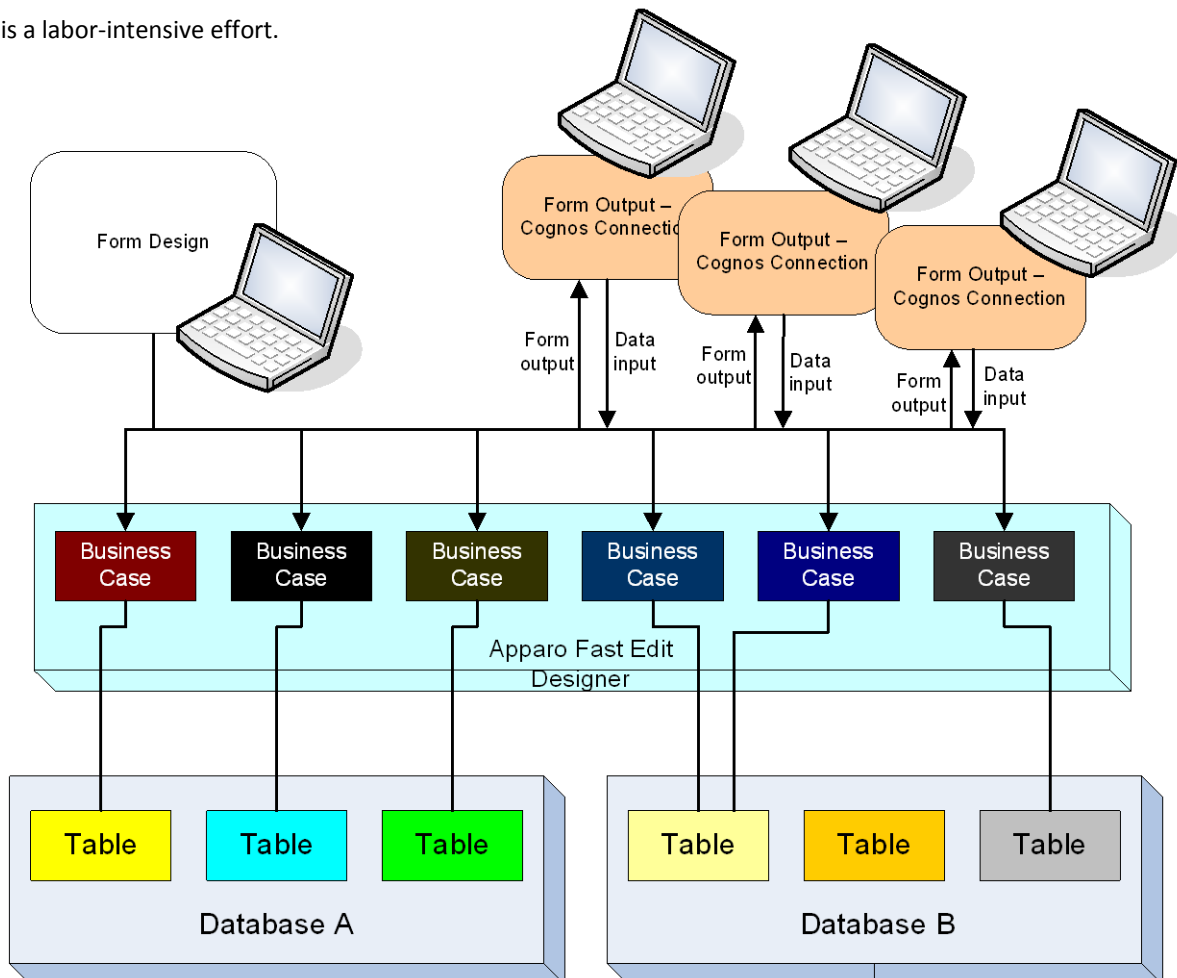 is a labor-intensive effort.
Form Design
Form Output –
Cognos Connectio
Form Output –
Cognos Connection
Form Output –
Cognos Connection
Form
output
Data
input
Form
output
Data
input
Form
output
Data
input
Business
Case
Business
Case
Business
Case
Business
Case
Business
Case
Business
Case
Apparo Fast Edit
Designer
Table
Table
Table
Table
Table
Table
Database A
Database B